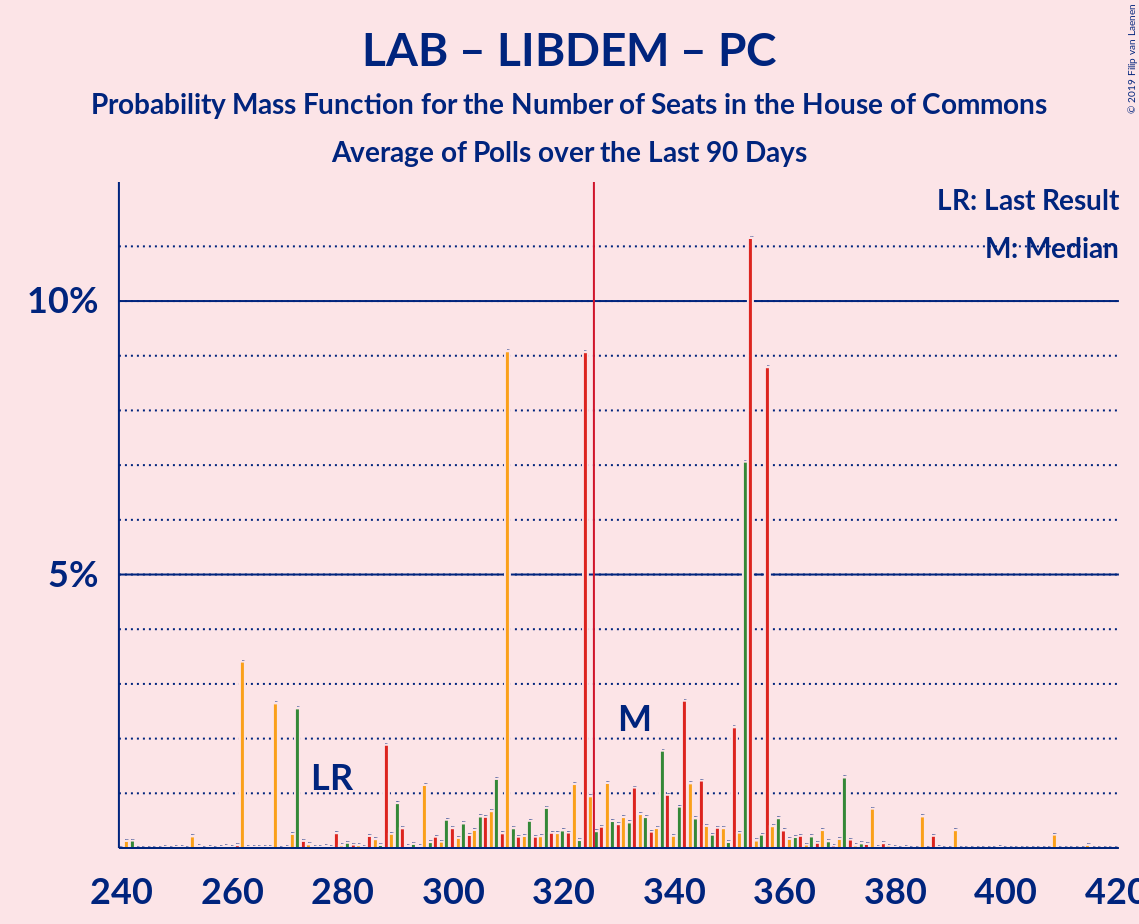 LAB – LIBDEM – PC
Probability Mass Function for the Number of Seats in the House of Commons
Average of Polls over the Last 90 Days
© 2019 Filip van Laenen
LR: Last Result
M: Median
10%
5%
M
LR
240 260 280 300 320 340 360 380 400 420